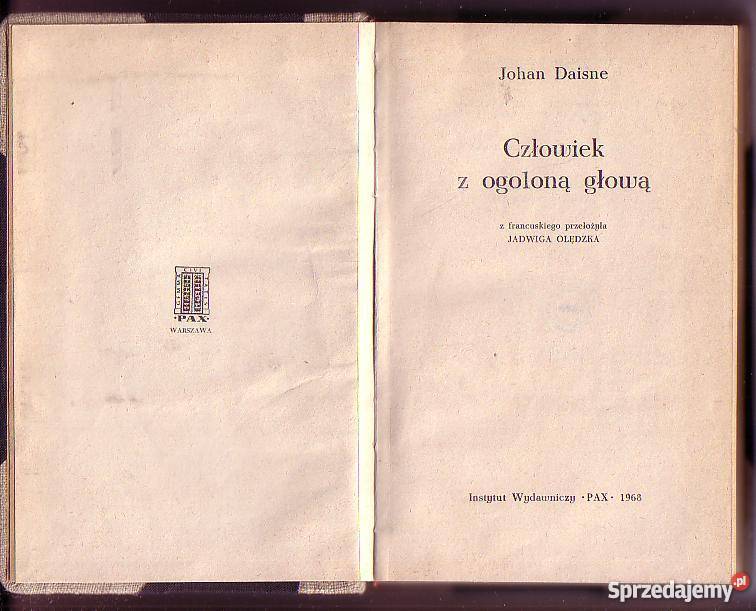 ·PAX·
WARSZAWA
Johan Daisne
Człowiek
z ogoloną głową
z francuskiego przełożyła
JADWIGA OLĘDZKA
Instytut Wydawniczy ·PAX· 1968
Sprzedajemy.pl